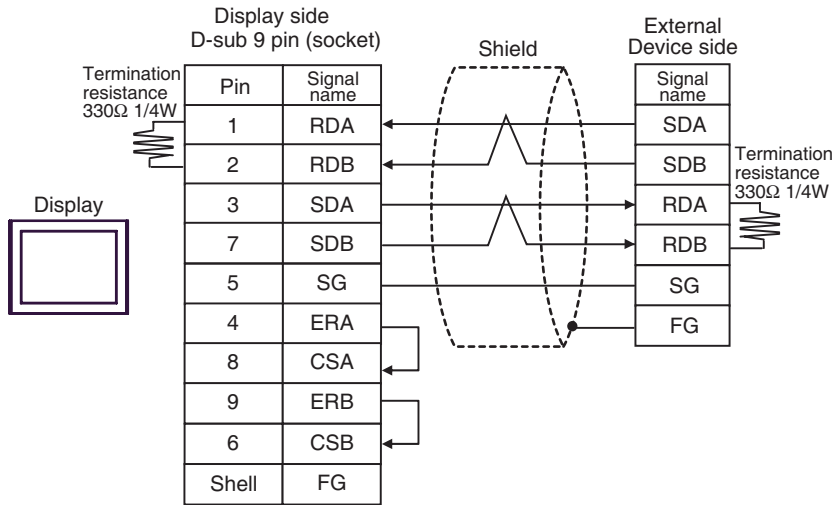 Display side
D-sub 9 pin (socket)
Shield
External
Device side
Termination
resistance
330Ω 1/4W
Pin
Signal
name
Signal
name
1
RDA
SDA
2
RDB
SDB
Termination
resistance
330Ω 1/4W
3
SDA
RDA
Display
7
SDB
RDB
5
SG
SG
4
ERA
FG
8
CSA
9
ERB
6
CSB
Shell
FG